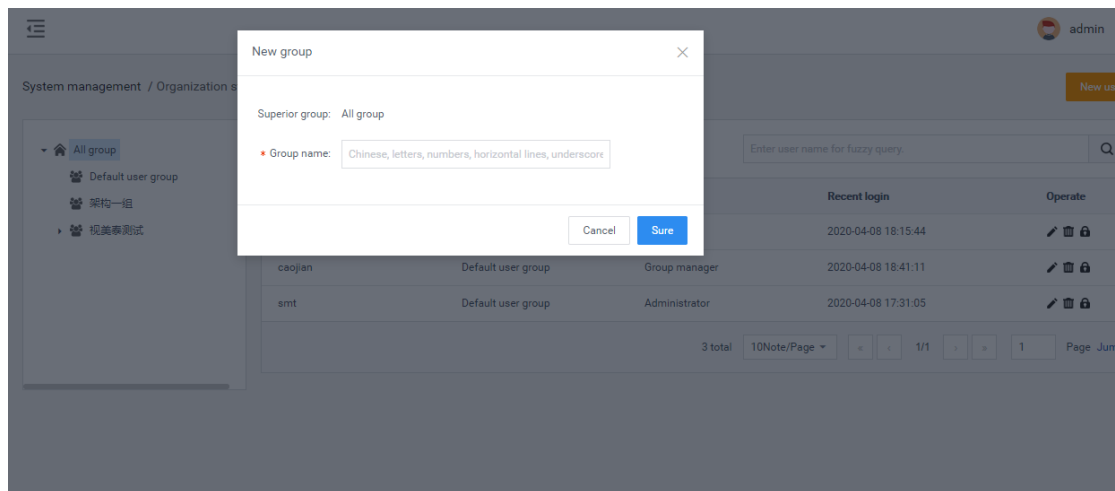 admin
New group
System management / Organization s
New us
Superior group: All group
* Group name: Chinese, letters, numbers, horizontal lines, underscore
Cancel
Sure
All group
Default user group
架构一组
视美泰测试
Enter user name for fuzzy query.
Recent login
Operate
2020-04-08 18:15:44
caojian
Default user group
Group manager
2020-04-08 18:41:11
smt
Default user group
Administrator
2020-04-08 17:31:05
3 total
10Note/Page
«
‹
1/1
›
»
1
Page Jum